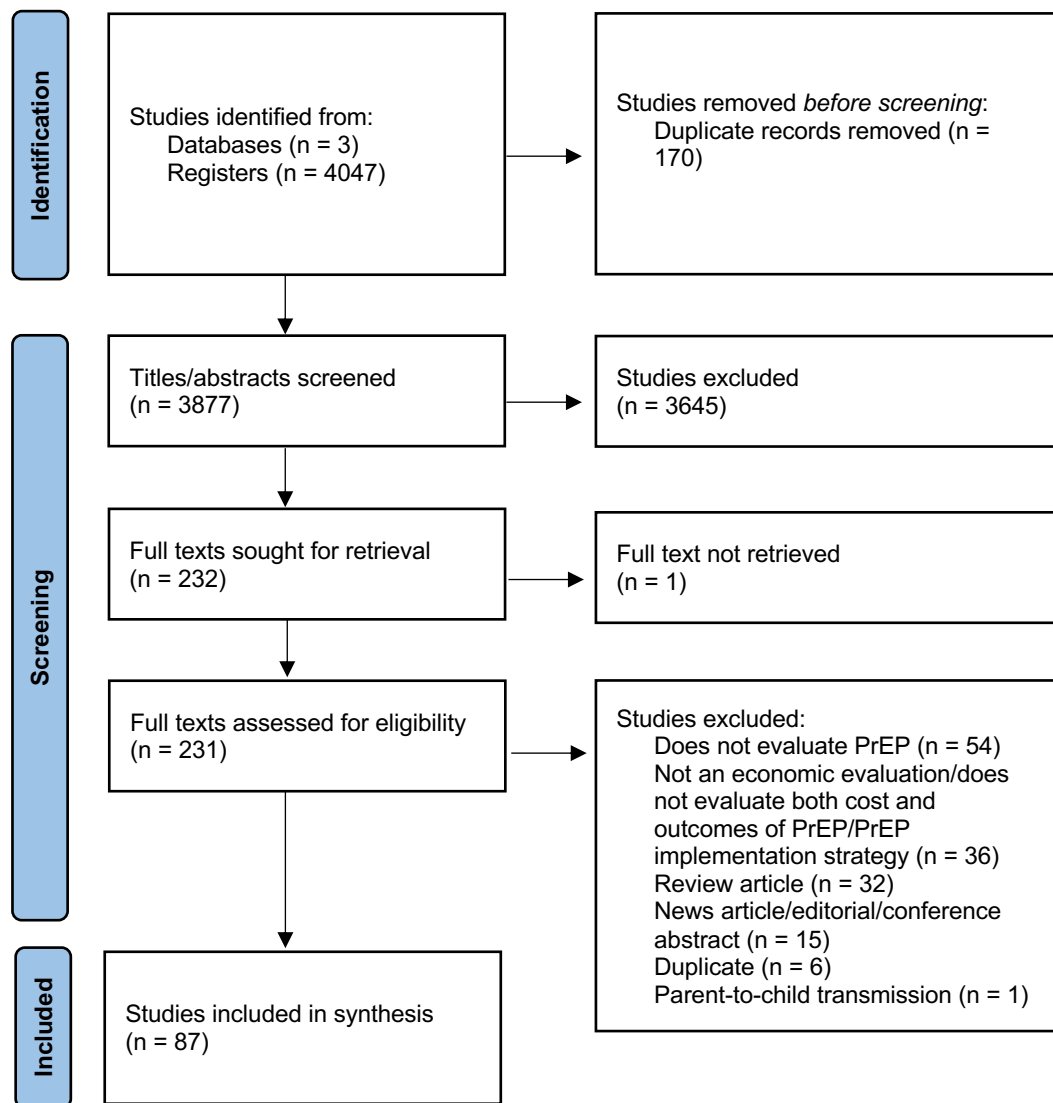 Identification
Studies identified from:
Databases (n = 3)
Registers (n = 4047)
Studies removed before screening:
Duplicate records removed (n =
170)
Screening
Titles/abstracts screened
(n = 3877)
Studies excluded
(n = 3645)
Full texts sought for retrieval
(n = 232)
Full text not retrieved
(n = 1)
Full texts assessed for eligibility
(n = 231)
Studies excluded:
Does not evaluate PrEP (n = 54)
Not an economic evaluation/does
not evaluate both cost and
outcomes of PrEP/PrEP
implementation strategy (n = 36)
Review article (n = 32)
News article/editorial/conference
abstract (n = 15)
Duplicate (n = 6)
Parent-to-child transmission (n = 1)
Included
Studies included in synthesis
(n = 87)